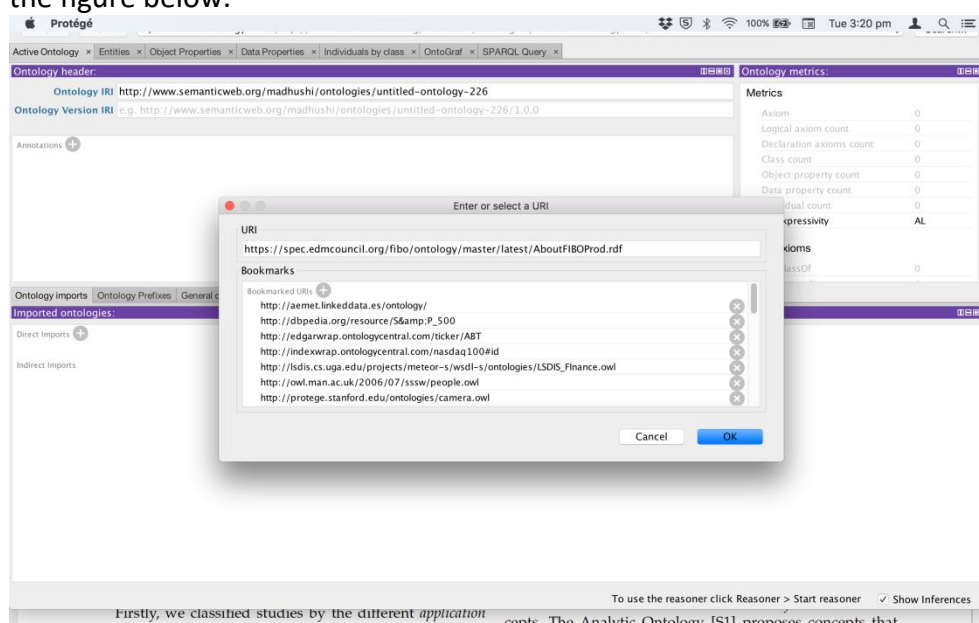 the figure below.
Protégé
100% Tue 3:20 pm
Active Ontology × Entities × Object Properties × Data Properties × Individuals by class × OntoGraf × SPARQL Query ×
Ontology header:
Ontology IRI http://www.semanticweb.org/madhushi/ontologies/untitled-ontology-226
Ontology Version IRI e.g. http://www.semanticweb.org/madhushi/ontologies/untitled-ontology-226/1.0.0
Annotations
Ontology metrics:
Metrics
Axiom 0
Logical axiom count 0
Declaration axioms count 0
Class count 0
Object property count 0
Data property count 0
dual count 0
xpressivity AL
xioms
lassOf 0
Enter or select a URI
URI
https://spec.edmcouncil.org/fibo/ontology/master/latest/AboutFIBOProd.rdf
Bookmarks
Bookmarked URIs
http://aemet.linkeddata.es/ontology/
http://dbpedia.org/resource/S&amp;P_500
http://edgarwrap.ontologycentral.com/ticker/ABT
http://indexwrap.ontologycentral.com/nasdaq100#id
http://lsdis.cs.uga.edu/projects/meteor-s/wsdl-s/ontologies/LSDIS_FInance.owl
http://owl.man.ac.uk/2006/07/sssw/people.owl
http://protege.stanford.edu/ontologies/camera.owl
Cancel OK
Ontology imports Ontology Prefixes General c
Imported ontologies:
Direct Imports
Indirect Imports
To use the reasoner click Reasoner > Start reasoner Show Inferences
Firstly, we classified studies by the different application
cepts. The Analytic Ontology [S1] proposes concepts that